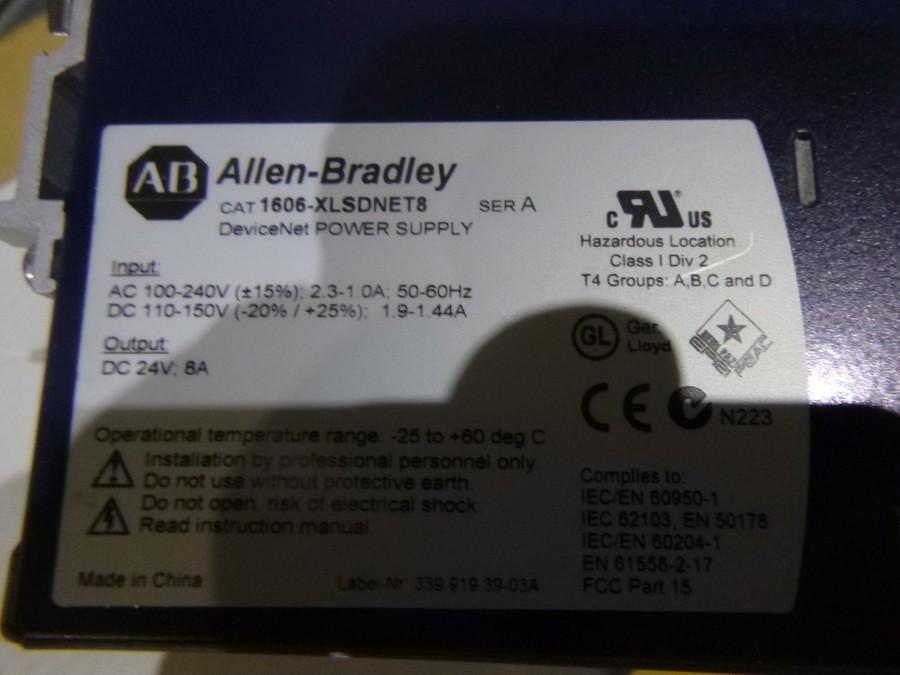 AB Allen-Bradley
CAT 1606-XLSDNET8 SER A
DeviceNet POWER SUPPLY
Input:
AC 100-240V (±15%); 2.3-1.0A; 50-60Hz
DC 110-150V (-20% / +25%); 1.9-1.44A
Output:
DC 24V; 8A
Operational temperature range: -25 to +60 deg C
Installation by professional personnel only.
Do not use without protective earth.
Do not open, risk of electrical shock.
Read instruction manual.
Made in China
Label-Nr. 339 919 39-03A
C RU ® US
Hazardous Location
Class I Div 2
T4 Groups: A,B,C and D
GL Ger.
Lloyd
CE N223
Complies to:
IEC/EN 60950-1
IEC 62103, EN 50178
IEC/EN 60204-1
EN 61558-2-17
FCC Part 15